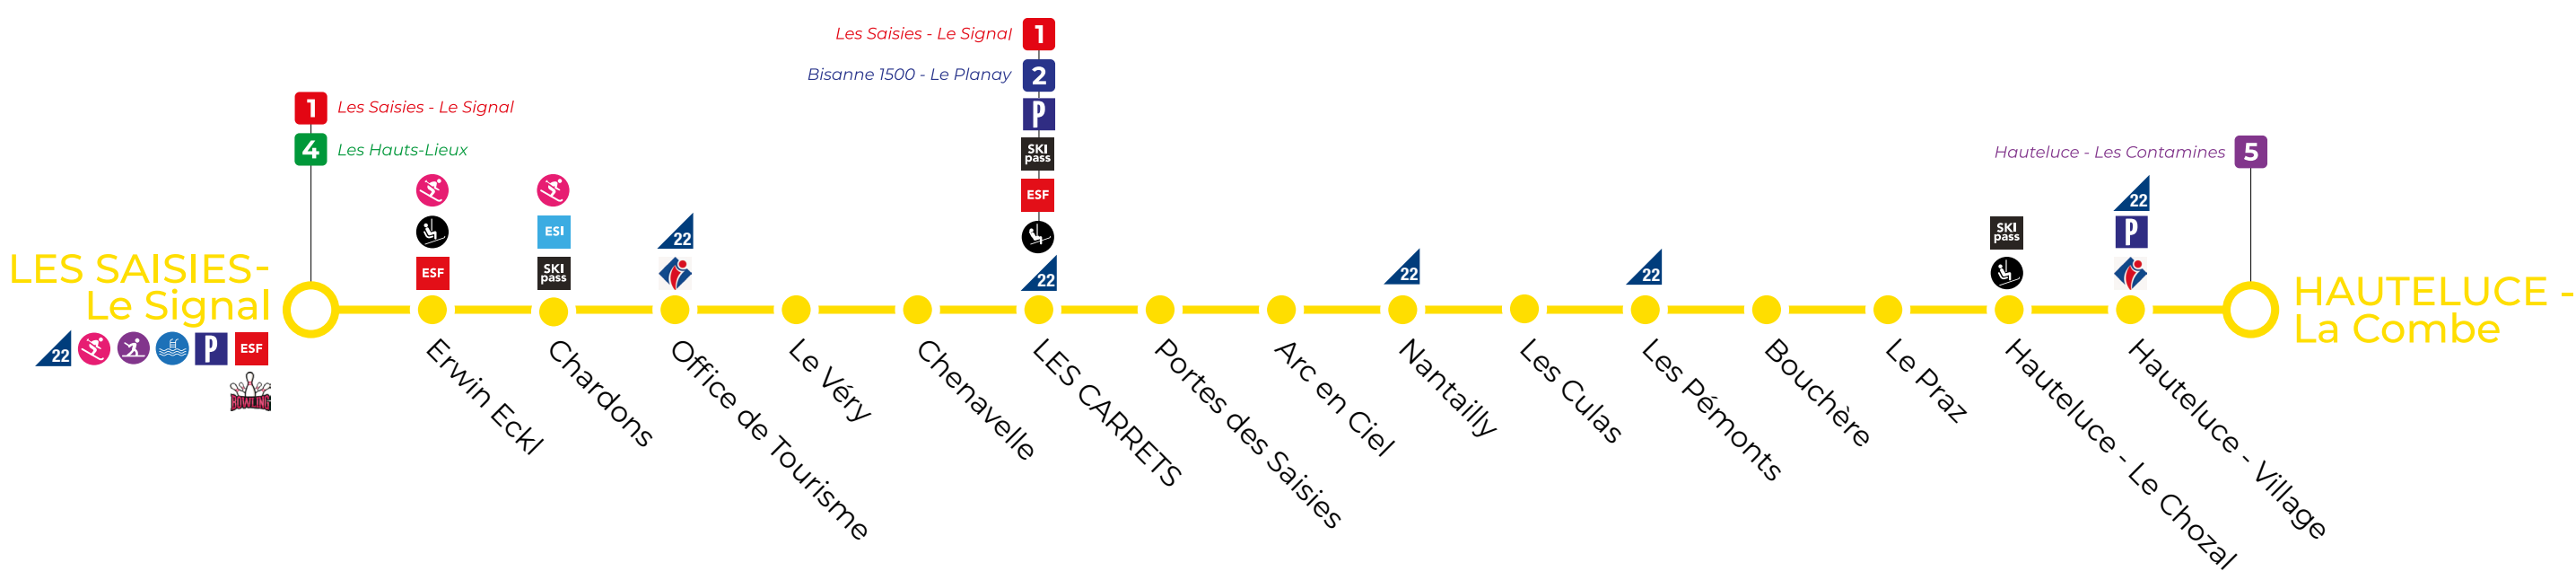 Les Saisies - Le Signal 1
Bisanne 1500 - Le Planay 2
P
SKI
pass
ESF
22
1 Les Saisies - Le Signal
4 Les Hauts-Lieux
Hauteluce - Les Contamines 5
ESF
ESI
SKI
pass
22
22
22
SKI
pass
22
P
LES SAISIES-
Le Signal
22
P
ESF
BOWLING
HAUTELUCE -
La Combe
Erwin Eckl
Chardons
Office de Tourisme
Le Véry
Chenavelle
LES CARRETS
Portes des Saisies
Arc en Ciel
Nantailly
Les Culas
Les Pémonts
Bouchère
Le Praz
Hauteluce - Le Chozal
Hauteluce - Village